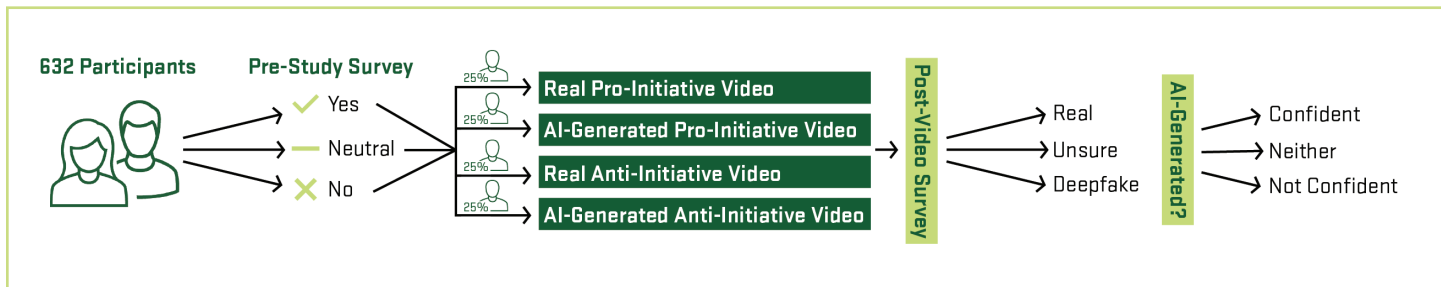 632 Participants
Pre-Study Survey
Yes
Neutral
No
25%
Real Pro-Initiative Video
25%
AI-Generated Pro-Initiative Video
25%
Real Anti-Initiative Video
25%
AI-Generated Anti-Initiative Video
Post-Video Survey
Real
Unsure
Deepfake
AI-Generated?
Confident
Neither
Not Confident